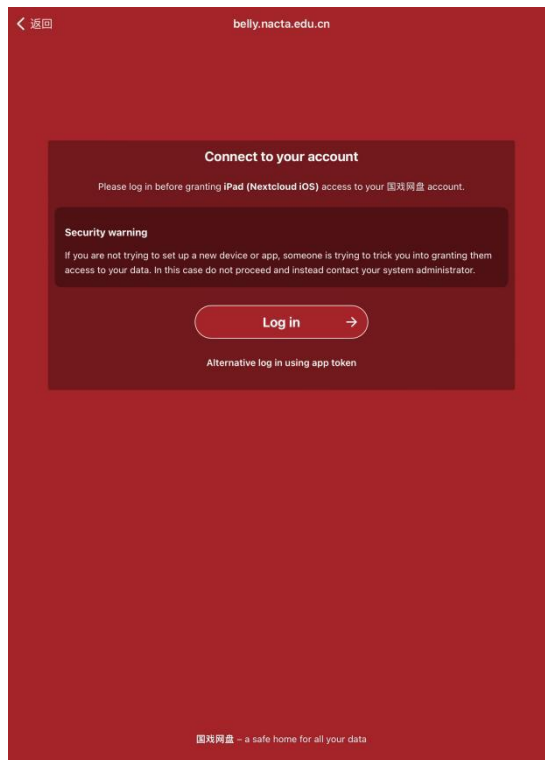 返回
belly.nacta.edu.cn
Connect to your account
Please log in before granting iPad (Nextcloud iOS) access to your 国戏网盘 account.
Security warning
If you are not trying to set up a new device or app, someone is trying to trick you into granting them
access to your data. In this case do not proceed and instead contact your system administrator.
Log in
Alternative log in using app token
国戏网盘 – a safe home for all your data